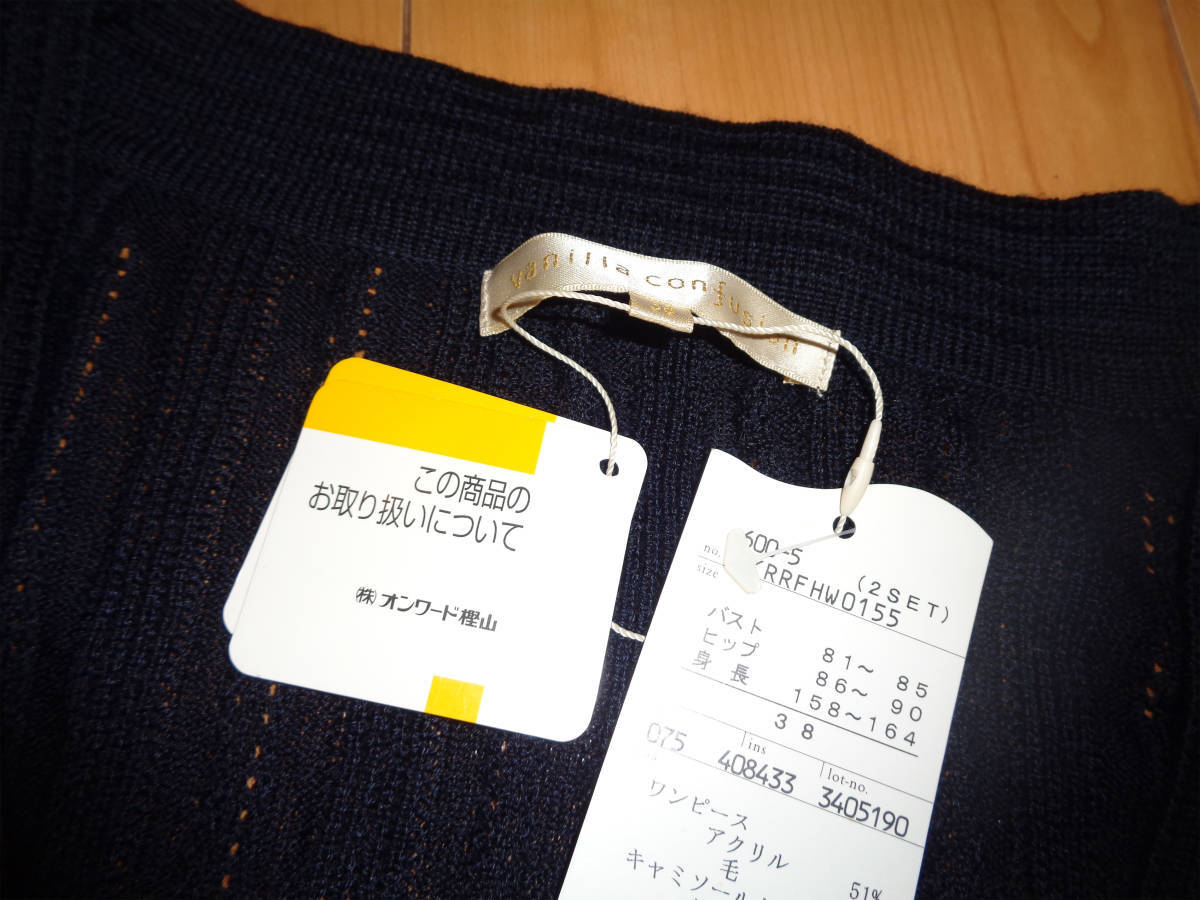 vanilla confusion
38
この商品の
お取り扱いについて
㈱オンワード樫山
600-5 (2SET)
no.
RRFHW0155
size
バスト 81～ 85
ヒップ 86～ 90
身長 158～164
38
075
ins
408433
lot-no.
3405190
ワンピース
アクリル 51%
毛
キャミソール